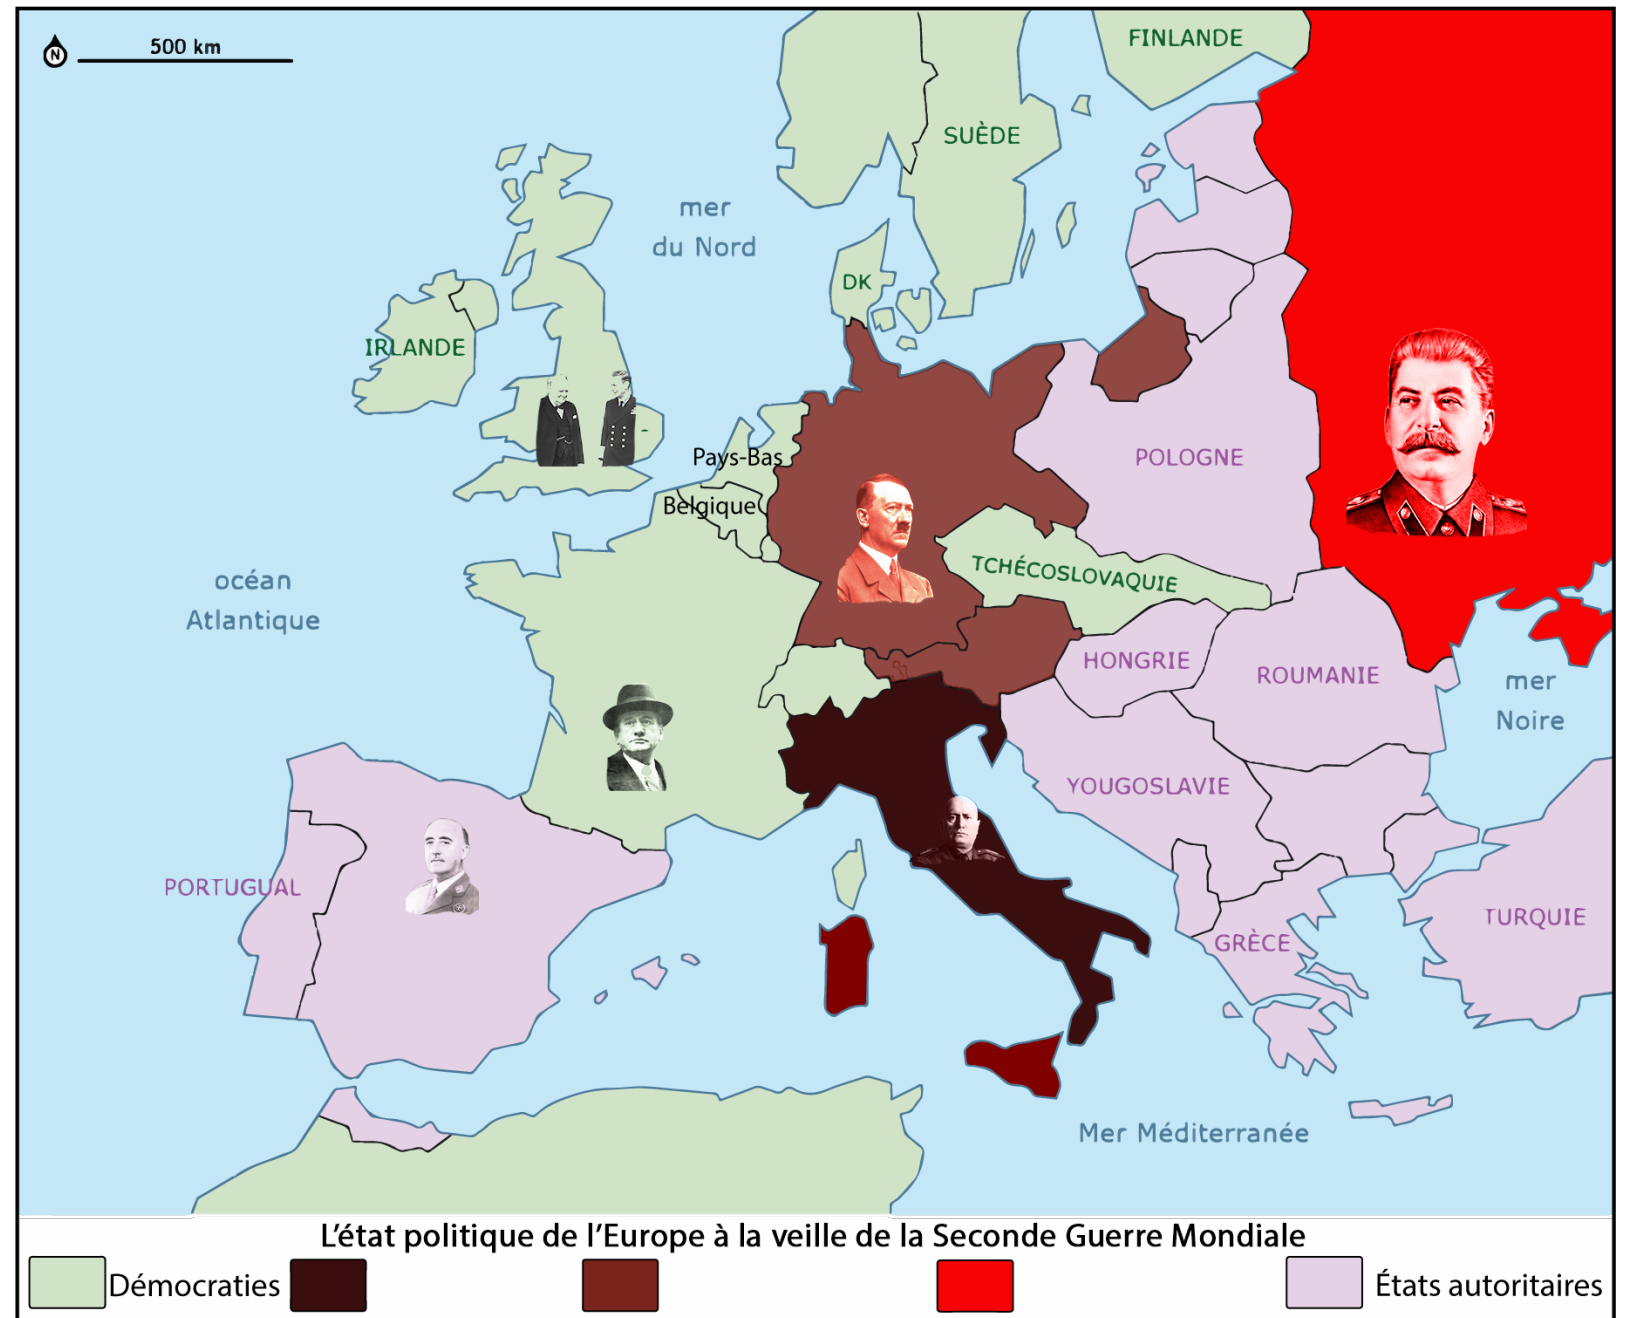 N
500 km
FINLANDE
SUÈDE
mer
du Nord
DK
IRLANDE
Pays-Bas
POLOGNE
Belgique
TCHÉCOSLOVAQUIE
océan
Atlantique
HONGRIE
ROUMANIE
mer
Noire
YOUGOSLAVIE
PORTUGUAL
TURQUIE
GRÈCE
Mer Méditerranée
L'état politique de l'Europe à la veille de la Seconde Guerre Mondiale
Démocraties
États autoritaires